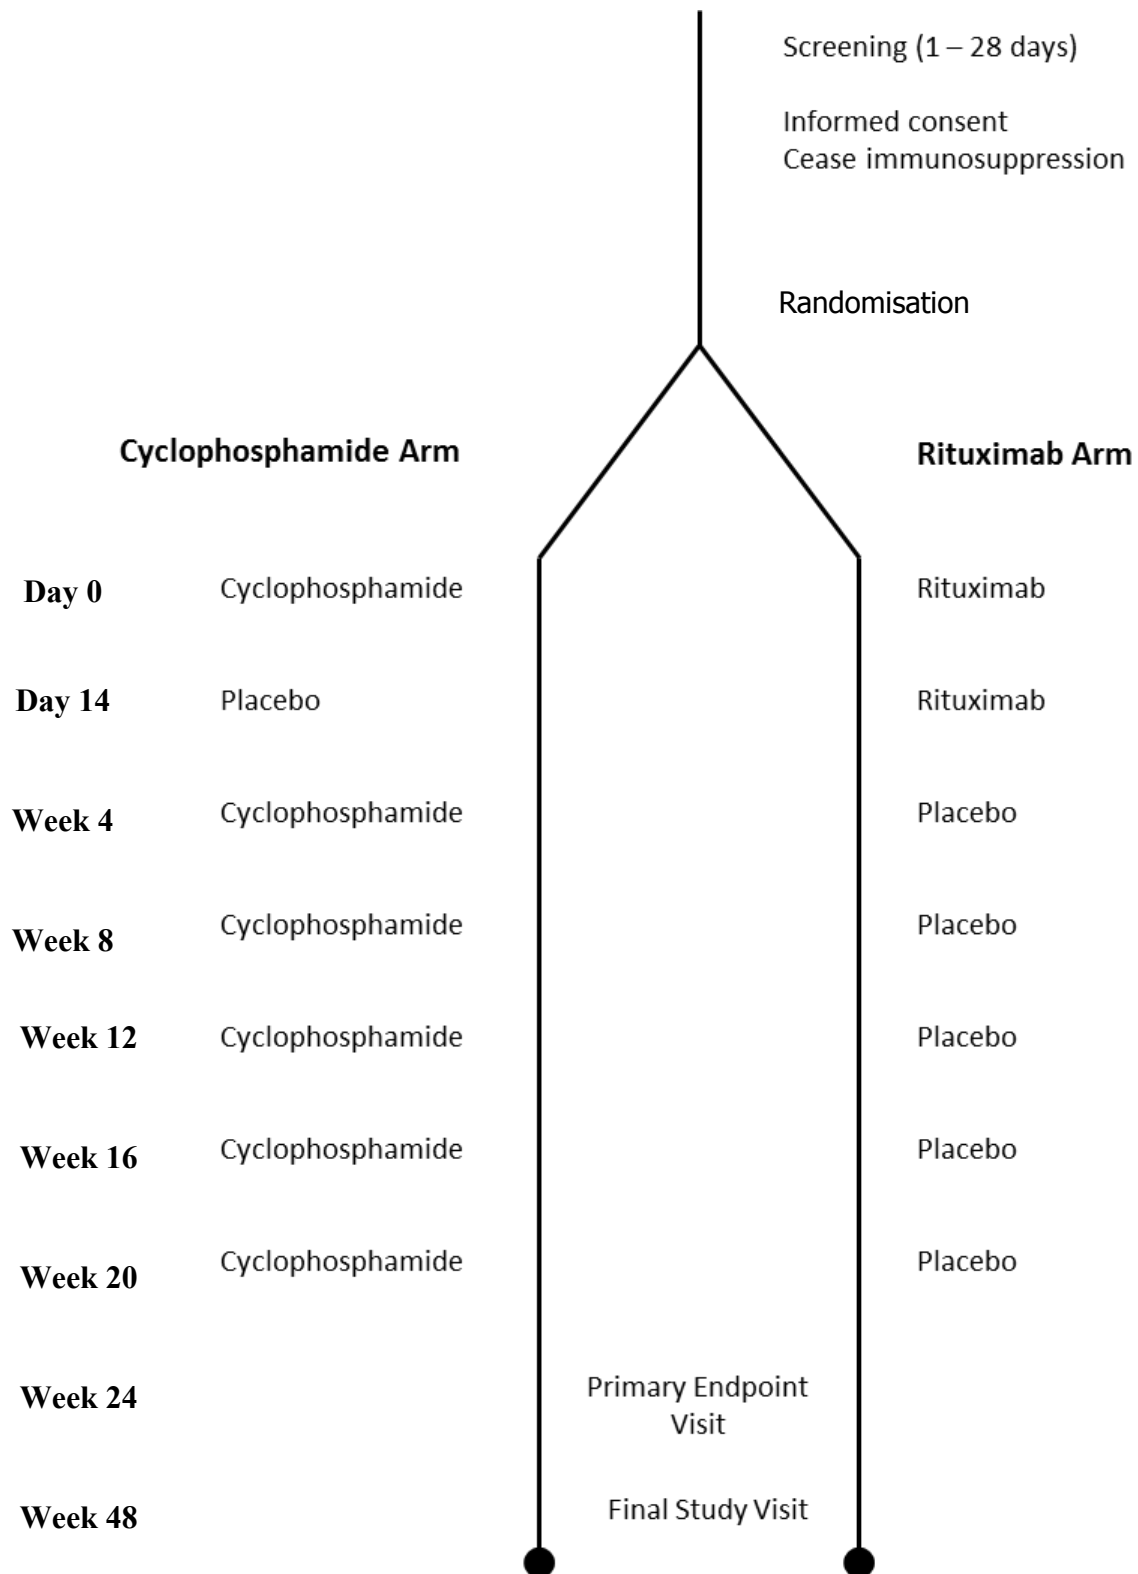 Screening (1 – 28 days)
Informed consent
Cease immunosuppression
Randomisation
Cyclophosphamide Arm Rituximab Arm
Day 0 Cyclophosphamide Rituximab
Day 14 Placebo Rituximab
Week 4 Cyclophosphamide Placebo
Week 8 Cyclophosphamide Placebo
Week 12 Cyclophosphamide Placebo
Week 16 Cyclophosphamide Placebo
Week 20 Cyclophosphamide Placebo
Week 24 Primary Endpoint
Visit
Week 48 Final Study Visit